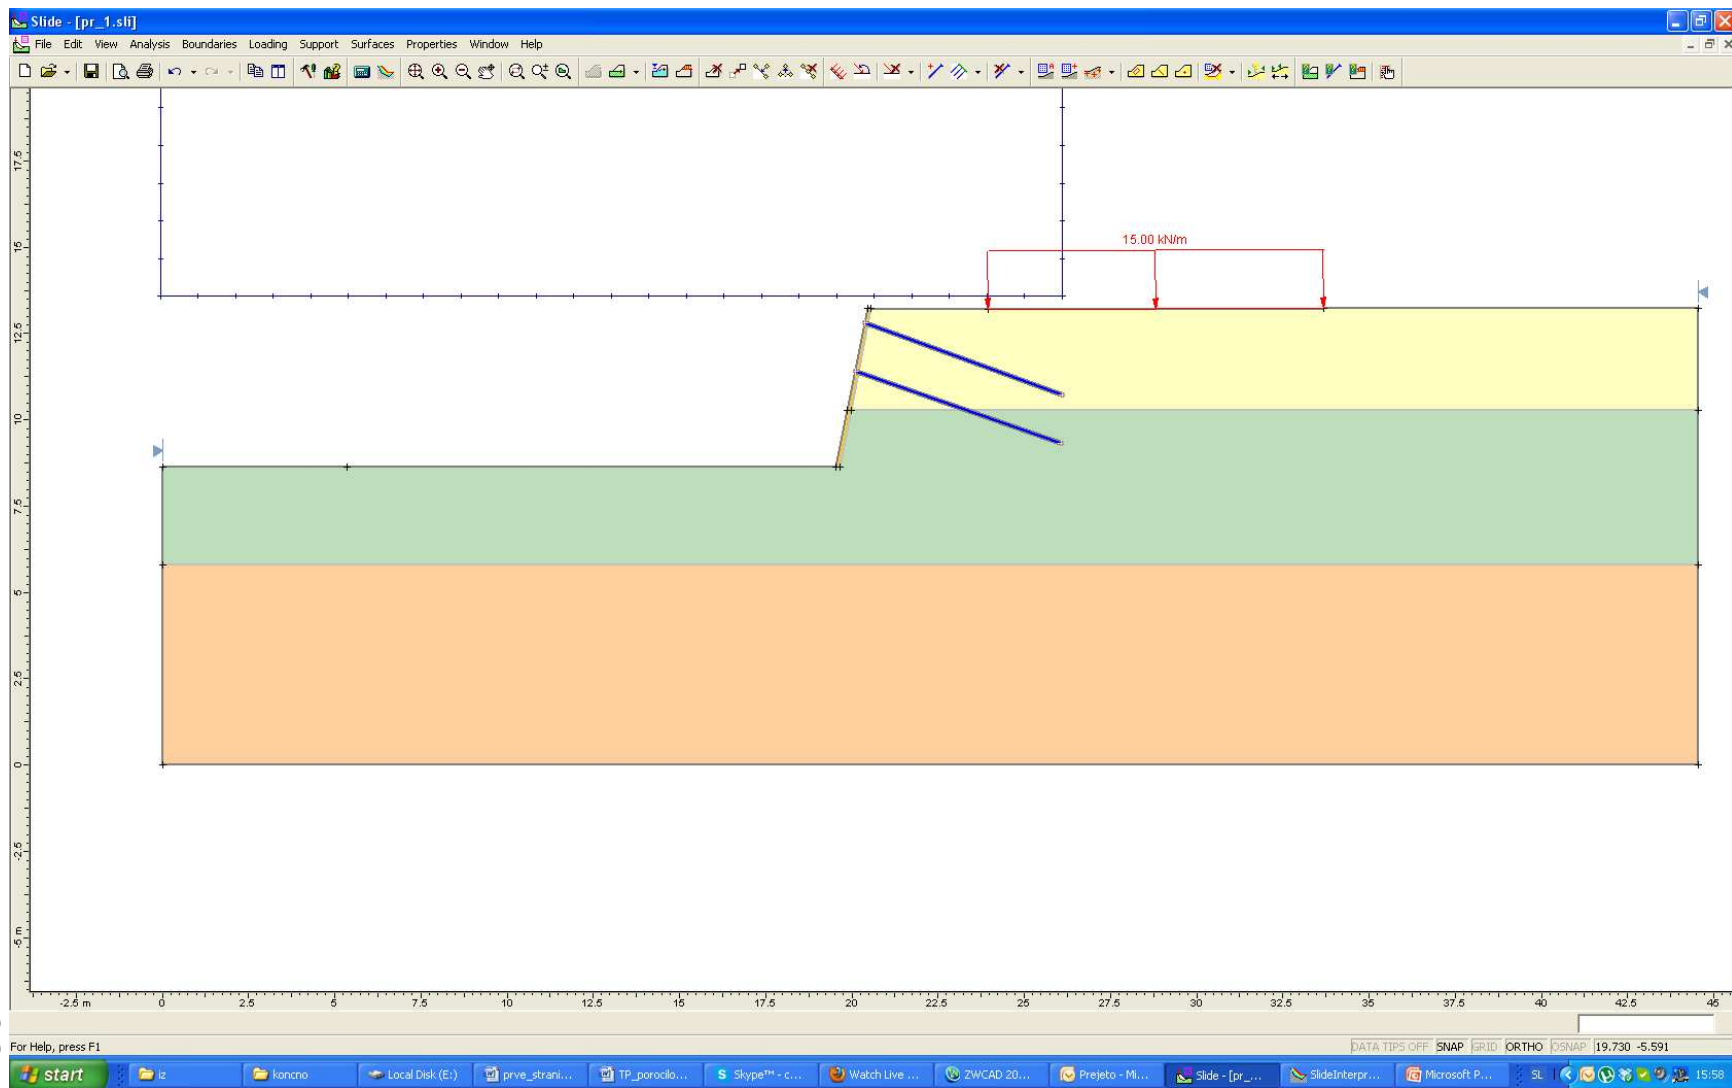 Slide - [pr_1.sli]
File Edit View Analysis Boundaries Loading Support Surfaces Properties Window Help
17.5
15
12.5
10
7.5
5
2.5
0
-2.5
-5 m
15.00 kN/m
-2.5 m 0 2.5 5 7.5 10 12.5 15 17.5 20 22.5 25 27.5 30 32.5 35 37.5 40 42.5 45
For Help, press F1
DATA TIPS OFF SNAP GRID ORTHO OSNAP 19.730 -5.591
start iz koncno Local Disk (E:) prve_strani... TP_porocilo... Skype™ - c... Watch Live ... ZWCAD 20... Prejeto - Mi... Slide - [pr_... SlideInterpr... Microsoft P... SL 15:58